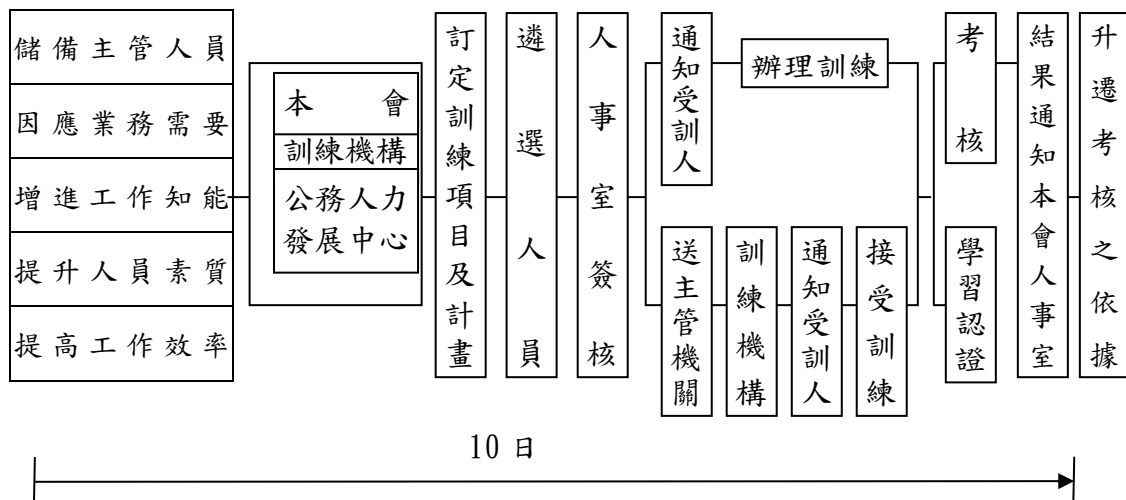 儲備主管人員
因應業務需要
增進工作知能
提升人員素質
提高工作效率
本會
訓練機構
公務人力
發展中心
訂定訓練項目及計畫
遴選人員
人事室簽核
通知受訓人
辦理訓練
送主管機關
訓練機構
通知受訓人
接受訓練
考核
學習認證
結果通知本會人事室
升遷考核之依據
10 日